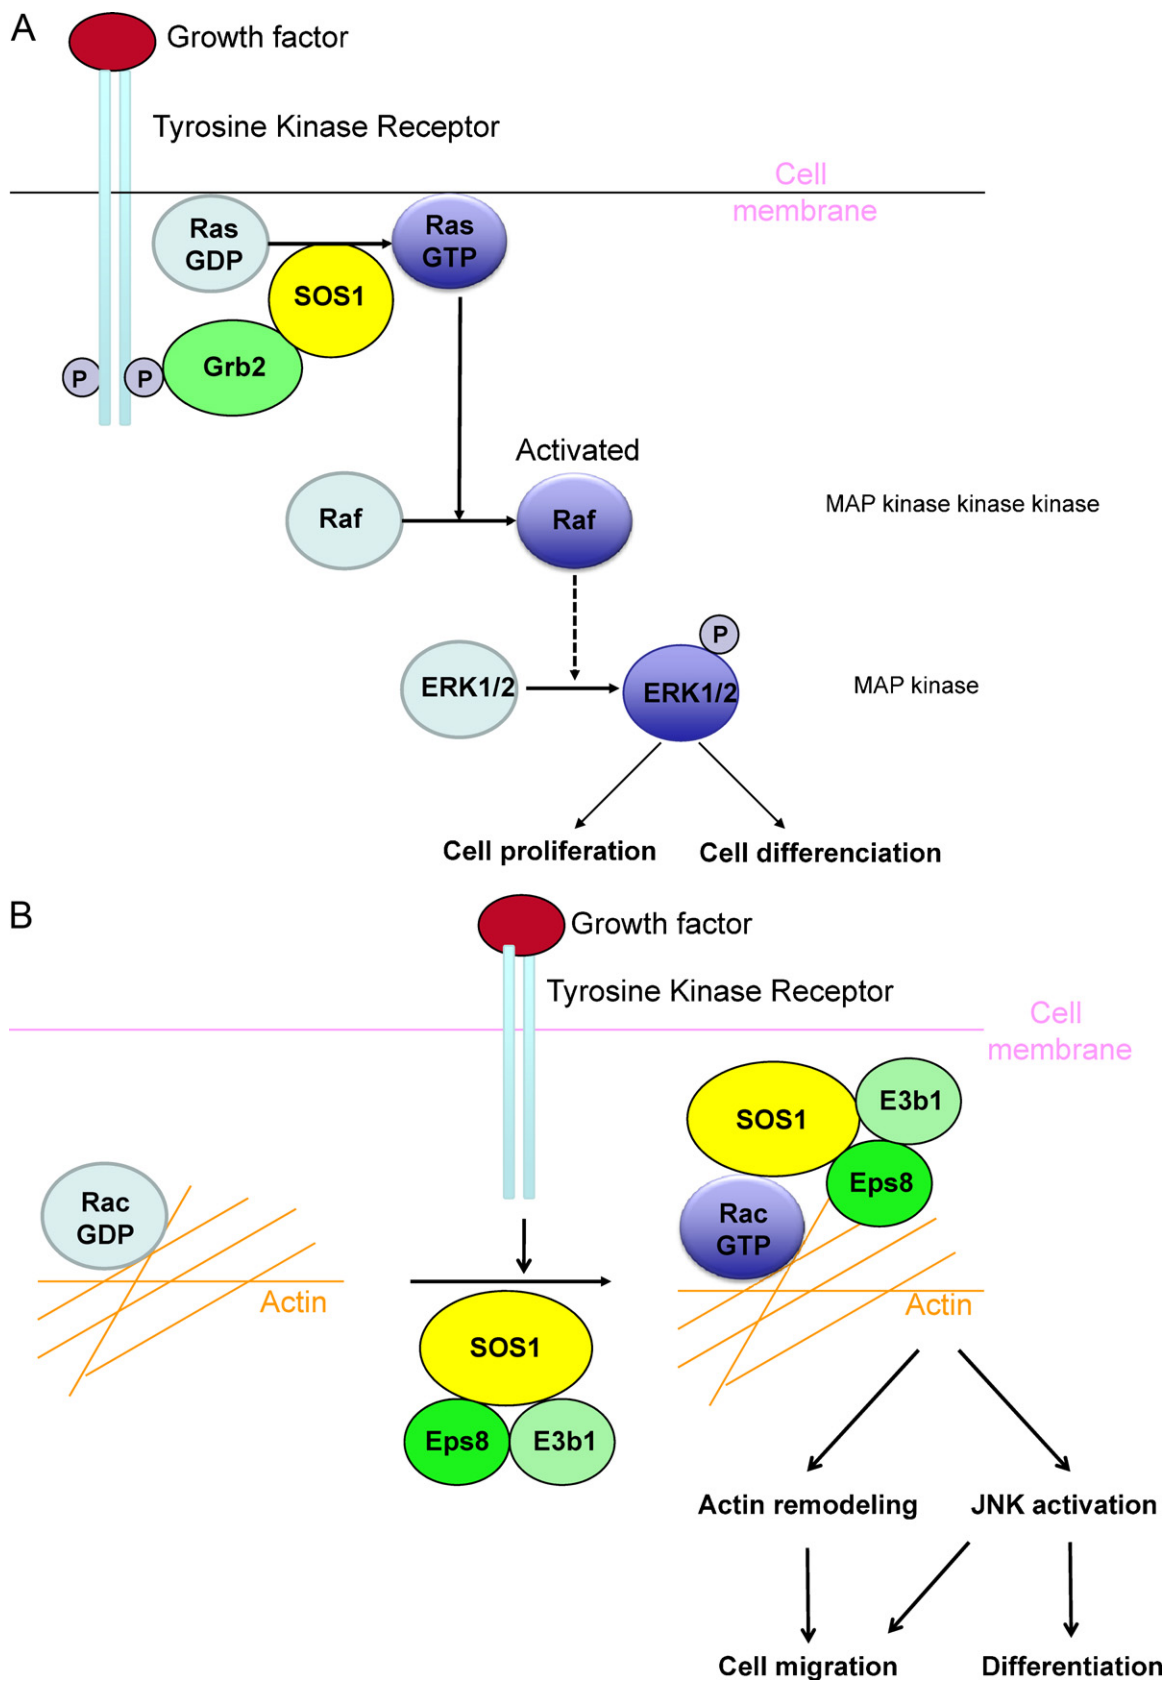 A
Growth factor
Tyrosine Kinase Receptor
Cell
membrane
Ras
GDP
Ras
GTP
SOS1
Grb2
P
P
Activated
Raf
Raf
MAP kinase kinase kinase
P
ERK1/2
ERK1/2
MAP kinase
Cell proliferation
Cell differenciation
B
Growth factor
Tyrosine Kinase Receptor
Cell
membrane
SOS1
E3b1
Eps8
Rac
GDP
Rac
GTP
Actin
Actin
SOS1
Eps8
E3b1
Actin remodeling
JNK activation
Cell migration
Differentiation